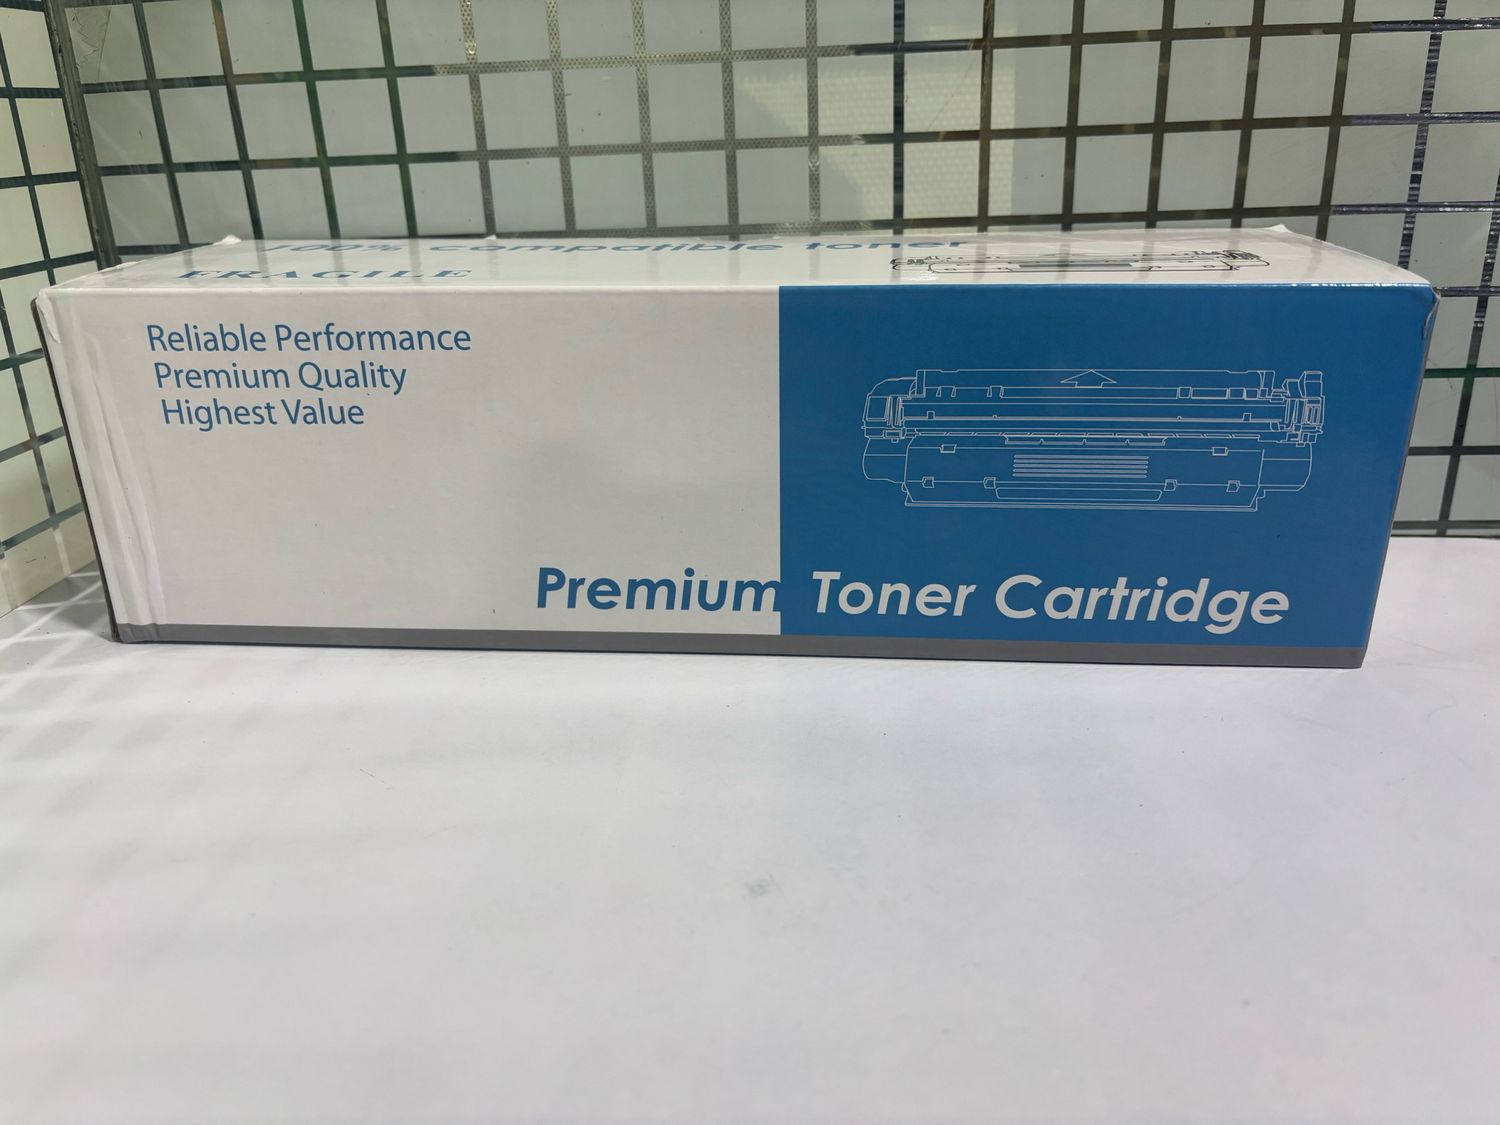 100% compatible toner
FRAGILE
Reliable Performance
Premium Quality
Highest Value
Premium Toner Cartridge